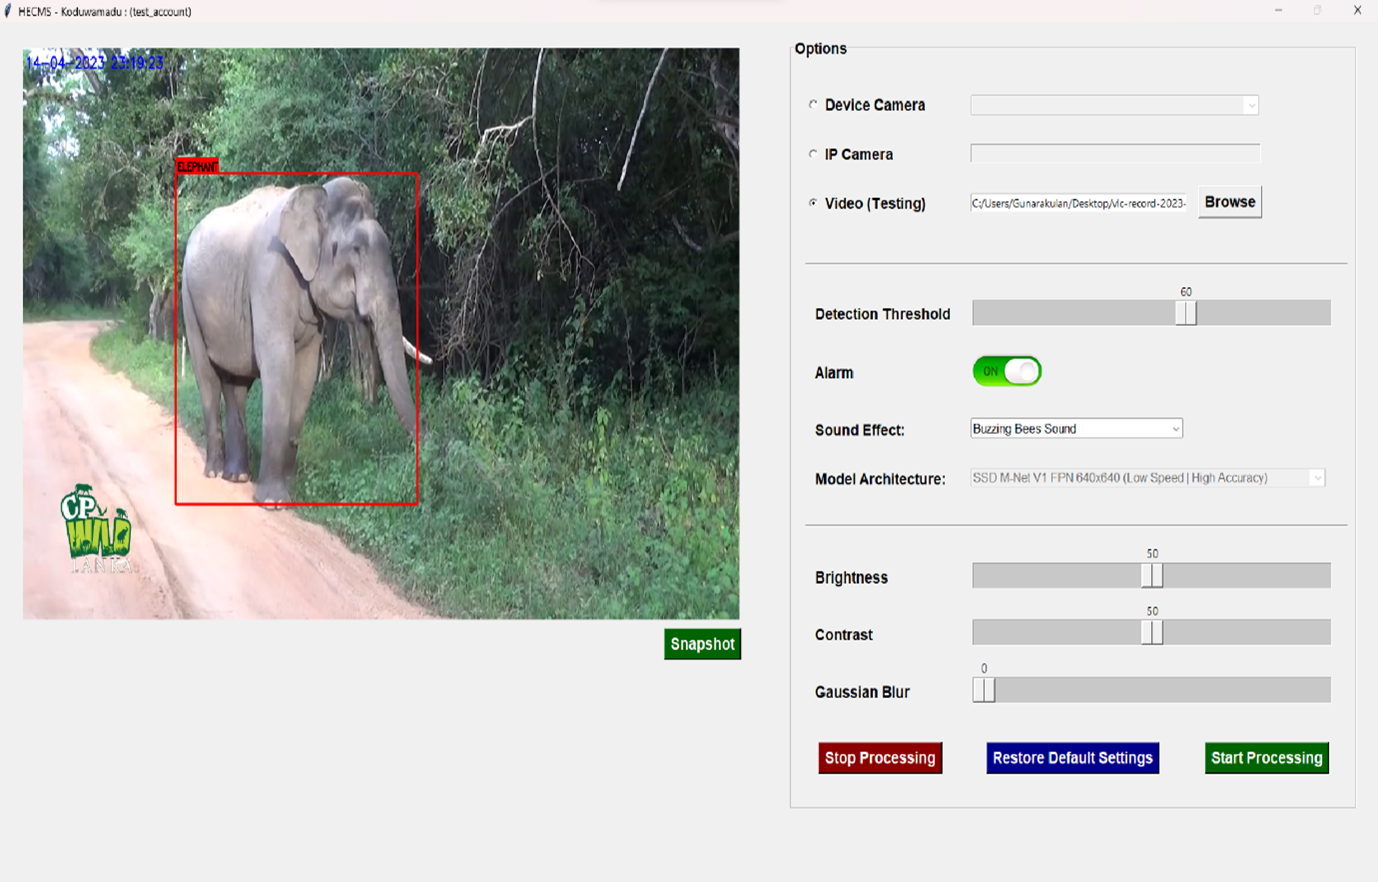 HECMS - Koduwamadu : (test_account)
14-04-2023 23:19:23
ELEPHANT
CP
WILD
LANKA
Snapshot
Options
Device Camera
IP Camera
Video (Testing)
C:/Users/Gunarakulan/Desktop/vlc-record-2023-
Browse
Detection Threshold
60
Alarm
ON
Sound Effect:
Buzzing Bees Sound
Model Architecture:
SSD M-Net V1 FPN 640x640 (Low Speed | High Accuracy)
Brightness
50
Contrast
50
Gaussian Blur
0
Stop Processing
Restore Default Settings
Start Processing